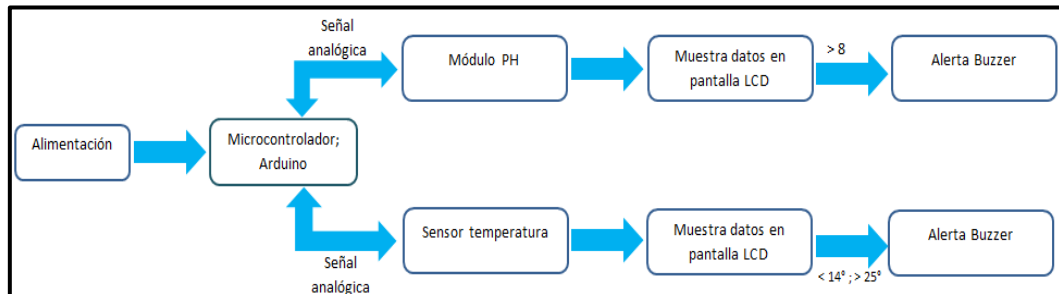 Señal
analógica
Módulo PH
Muestra datos en
pantalla LCD
> 8
Alerta Buzzer
Alimentación
Microcontrolador;
Arduino
Sensor temperatura
Señal
analógica
Muestra datos en
pantalla LCD
< 14° ; > 25°
Alerta Buzzer